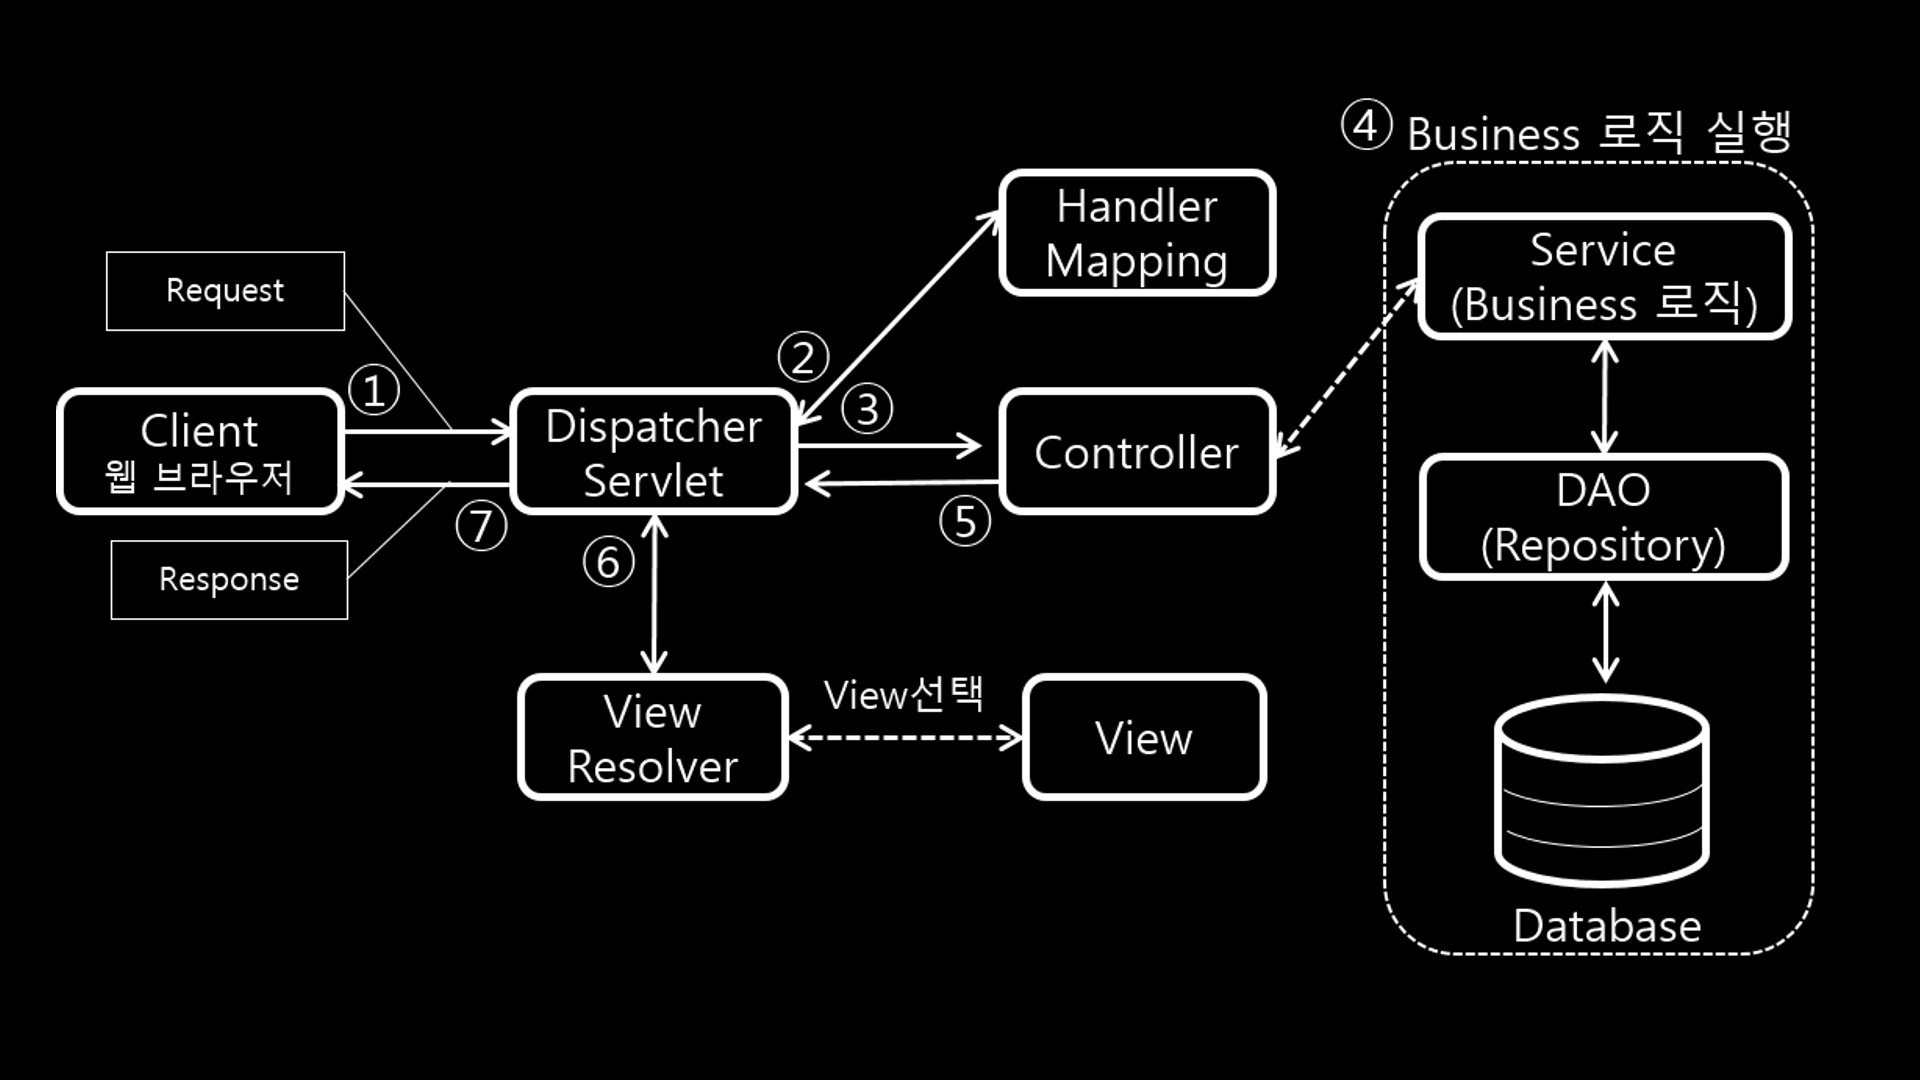 ④ Business 로직 실행
Handler
Mapping
Service
(Business 로직)
Request
②
①
③
Client
웹 브라우저
Dispatcher
Servlet
Controller
DAO
(Repository)
⑦
⑤
⑥
Response
View선택
View
Resolver
View
Database